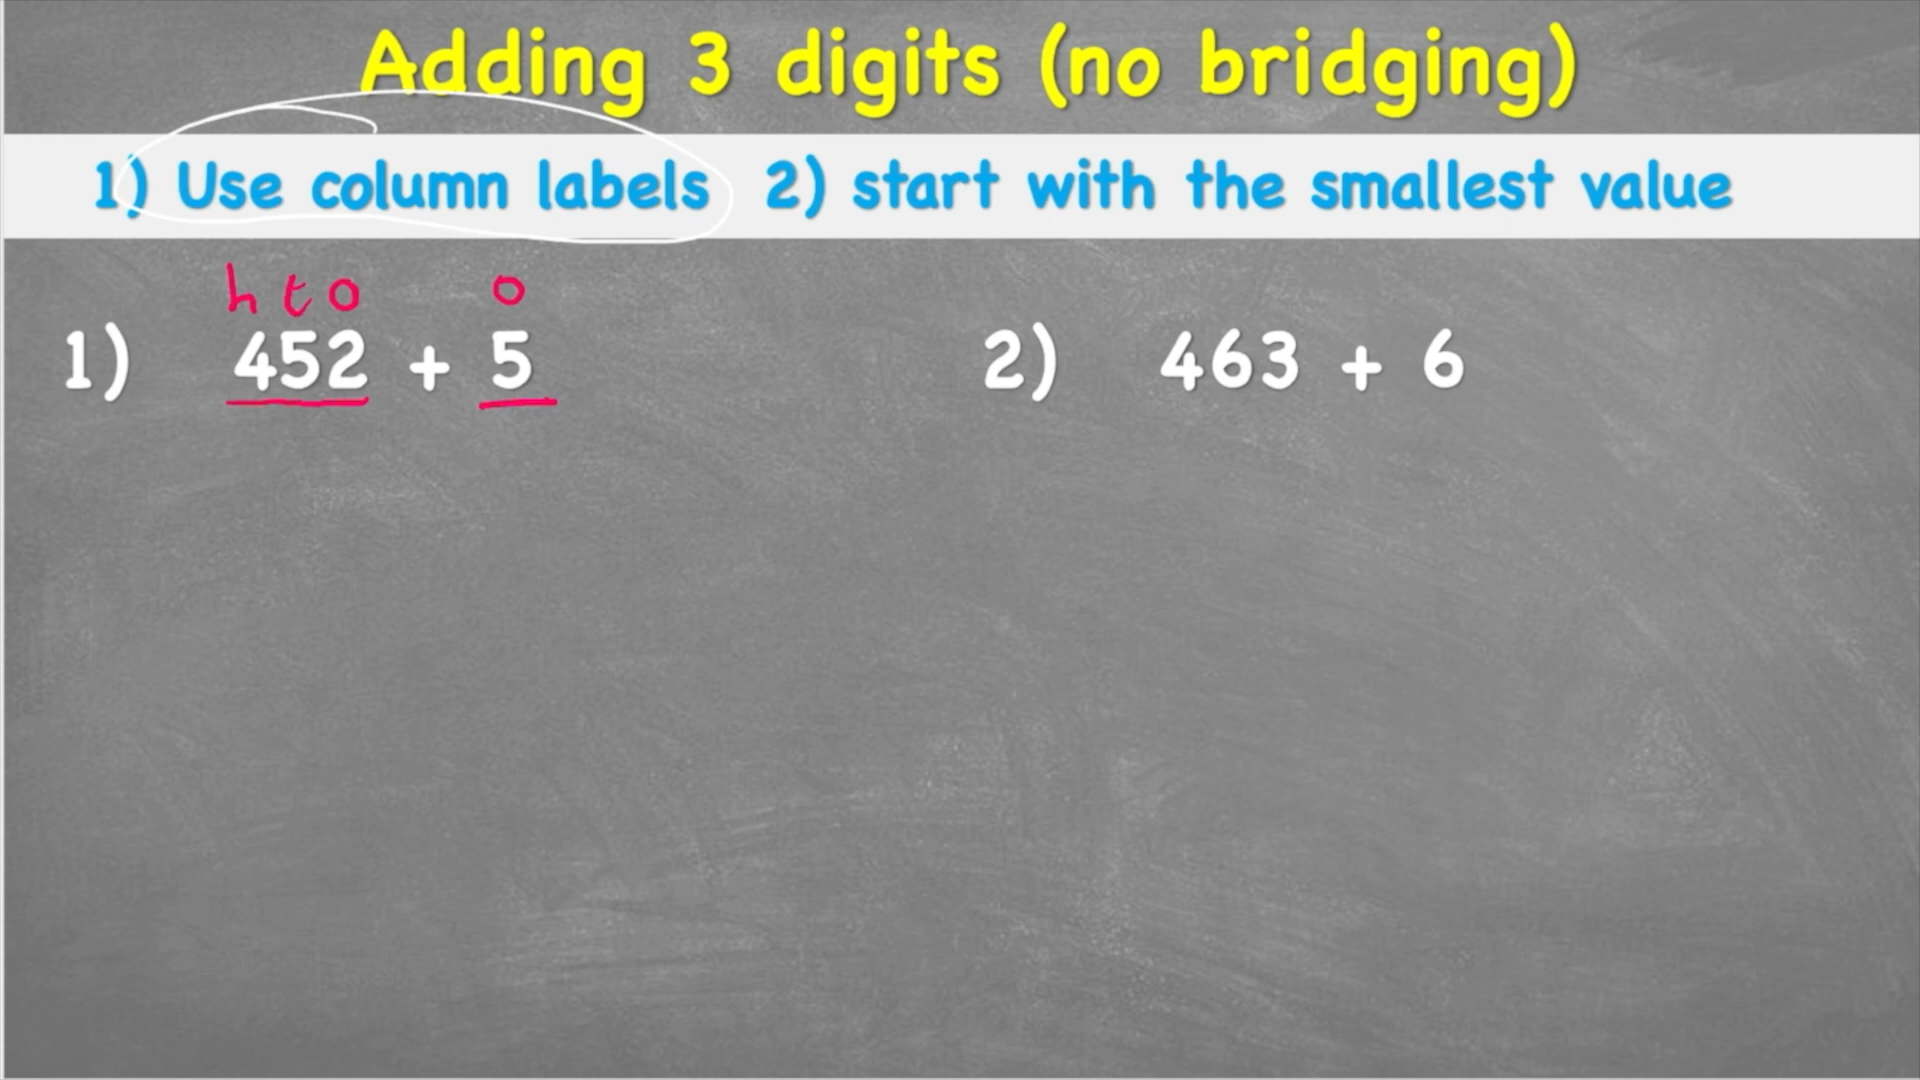 Adding 3 digits (no bridging)
1) Use column labels 2) start with the smallest value
h t o o
1) 452 + 5
2) 463 + 6